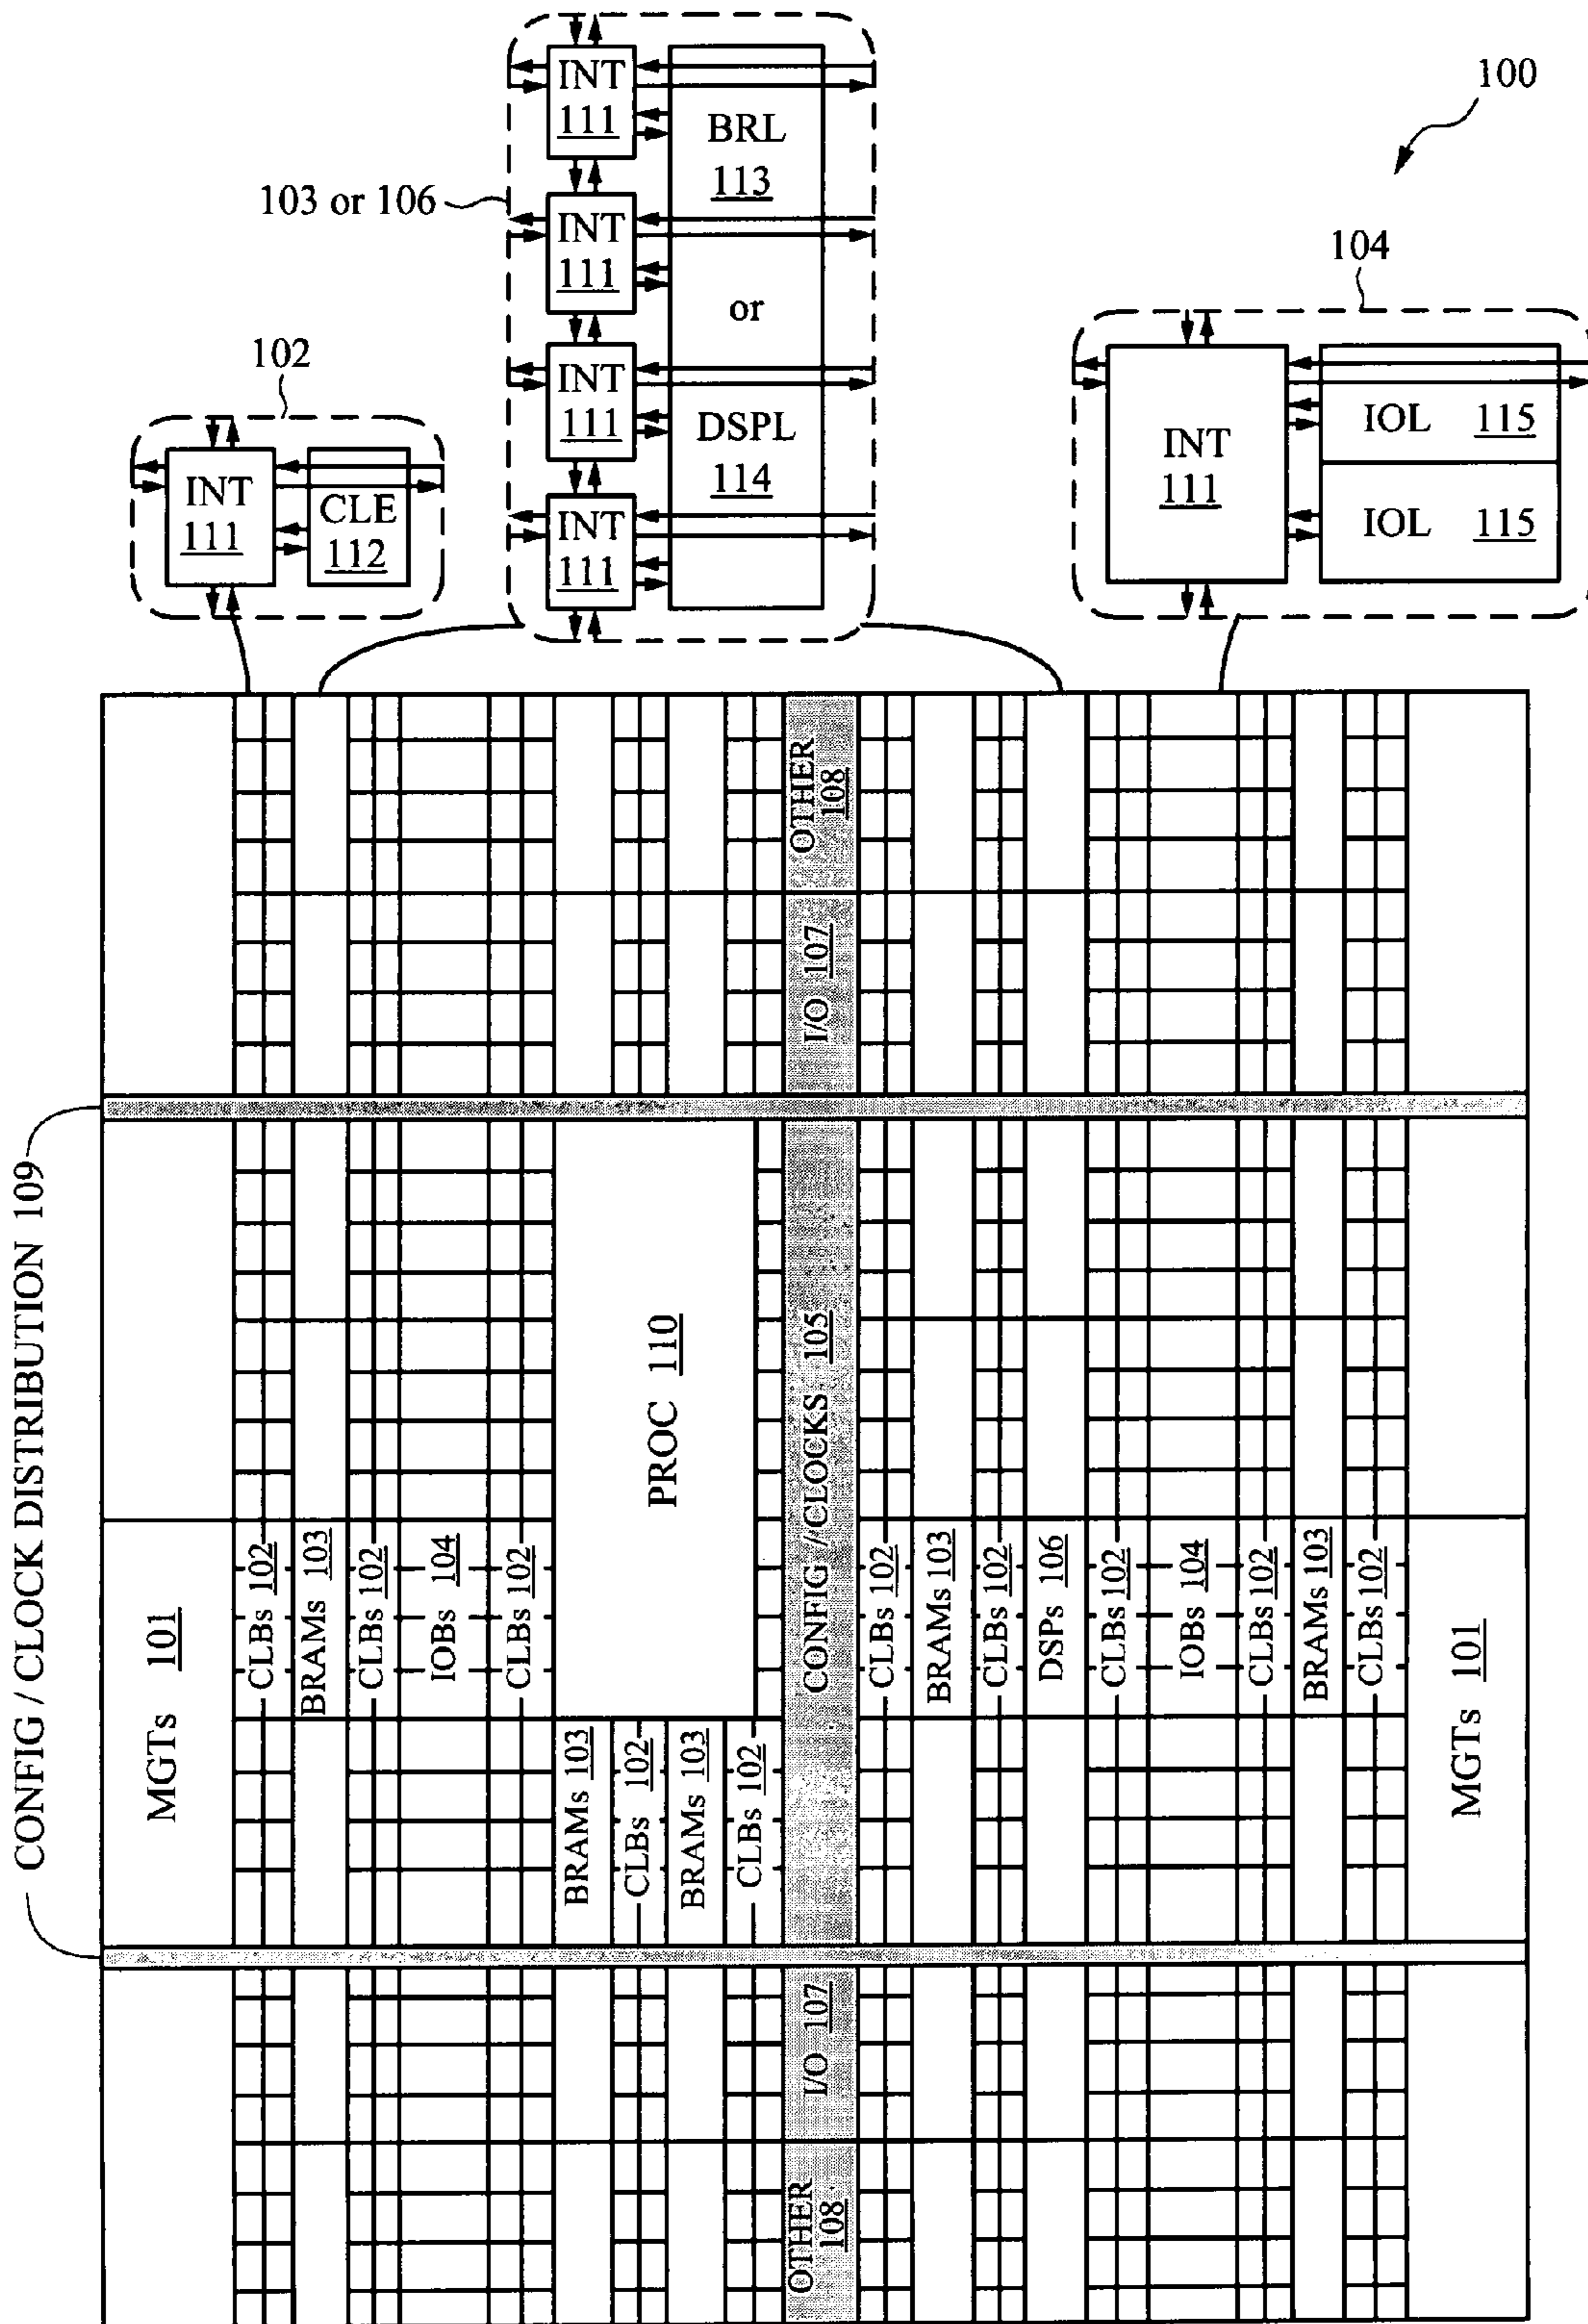 100
103 or 106
INT
111
INT
111
INT
111
INT
111
BRL
113
or
DSPL
114
104
INT
111
IOL 115
IOL 115
102
INT
111
CLE
112
CONFIG / CLOCK DISTRIBUTION 109
OTHER
108
I/O 107
PROC 110
CONFIG / CLOCKS 105
MGTs 101
CLBs 102
BRAMs 103
CLBs 102
IOBs 104
CLBs 102
BRAMs 103
CLBs 102
BRAMs 103
CLBs 102
CLBs 102
BRAMs 103
CLBs 102
DSPs 106
CLBs 102
IOBs 104
CLBs 102
BRAMs 103
CLBs 102
MGTs 101
I/O 107
OTHER
108